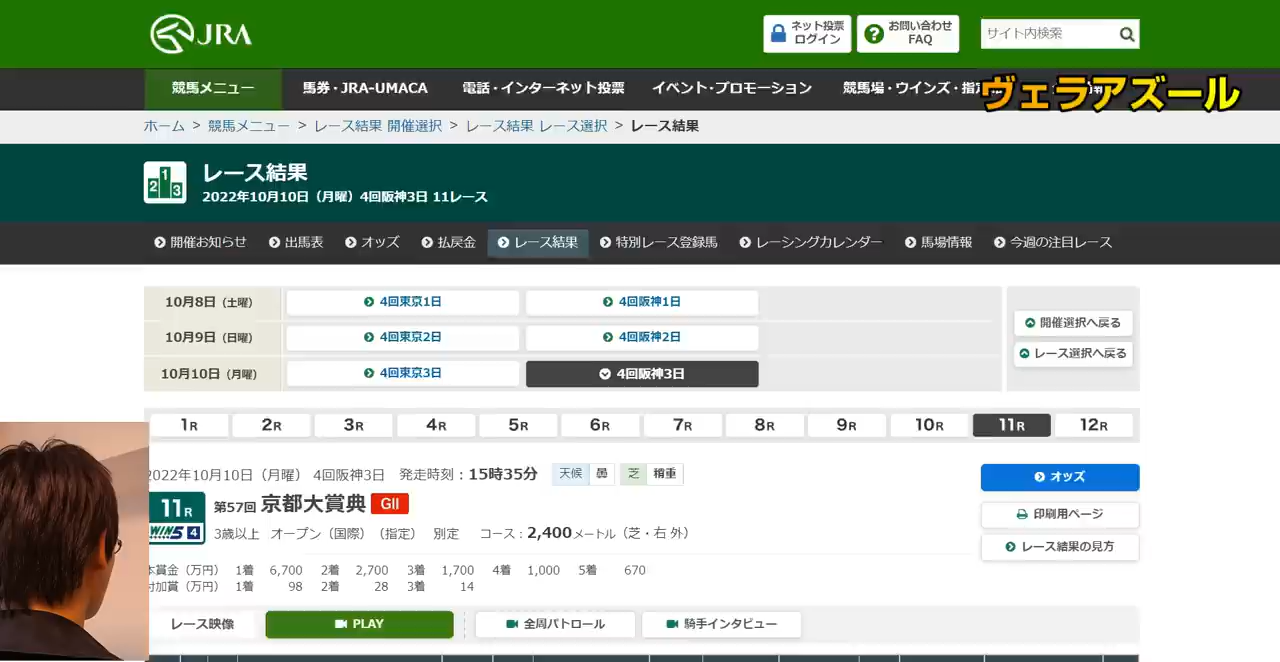 JRA
ネット投票
ログイン
お問い合わせ
FAQ
サイト内検索
競馬メニュー
馬券・JRA-UMACA
電話・インターネット投票
イベント・プロモーション
競馬場・ウインズ・指
ヴェラアズール
ホーム > 競馬メニュー > レース結果 開催選択 > レース結果 レース選択 > レース結果
レース結果
2022年10月10日（月曜）4回阪神3日 11レース
開催お知らせ
出馬表
オッズ
払戻金
レース結果
特別レース登録馬
レーシングカレンダー
馬場情報
今週の注目レース
10月8日（土曜）
4回東京1日
4回阪神1日
10月9日（日曜）
4回東京2日
4回阪神2日
10月10日（月曜）
4回東京3日
4回阪神3日
開催選択へ戻る
レース選択へ戻る
1R 2R 3R 4R 5R 6R 7R 8R 9R 10R 11R 12R
2022年10月10日（月曜） 4回阪神3日 発走時刻：15時35分 天候 曇 芝 稍重
11R
WIN5 4
第57回 京都大賞典 GII
3歳以上 オープン（国際）（指定） 別定 コース：2,400メートル（芝・右 外）
本賞金（万円） 1着 6,700 2着 2,700 3着 1,700 4着 1,000 5着 670
付加賞（万円） 1着 98 2着 28 3着 14
オッズ
印刷用ページ
レース結果の見方
レース映像
PLAY
全周パトロール
騎手インタビュー